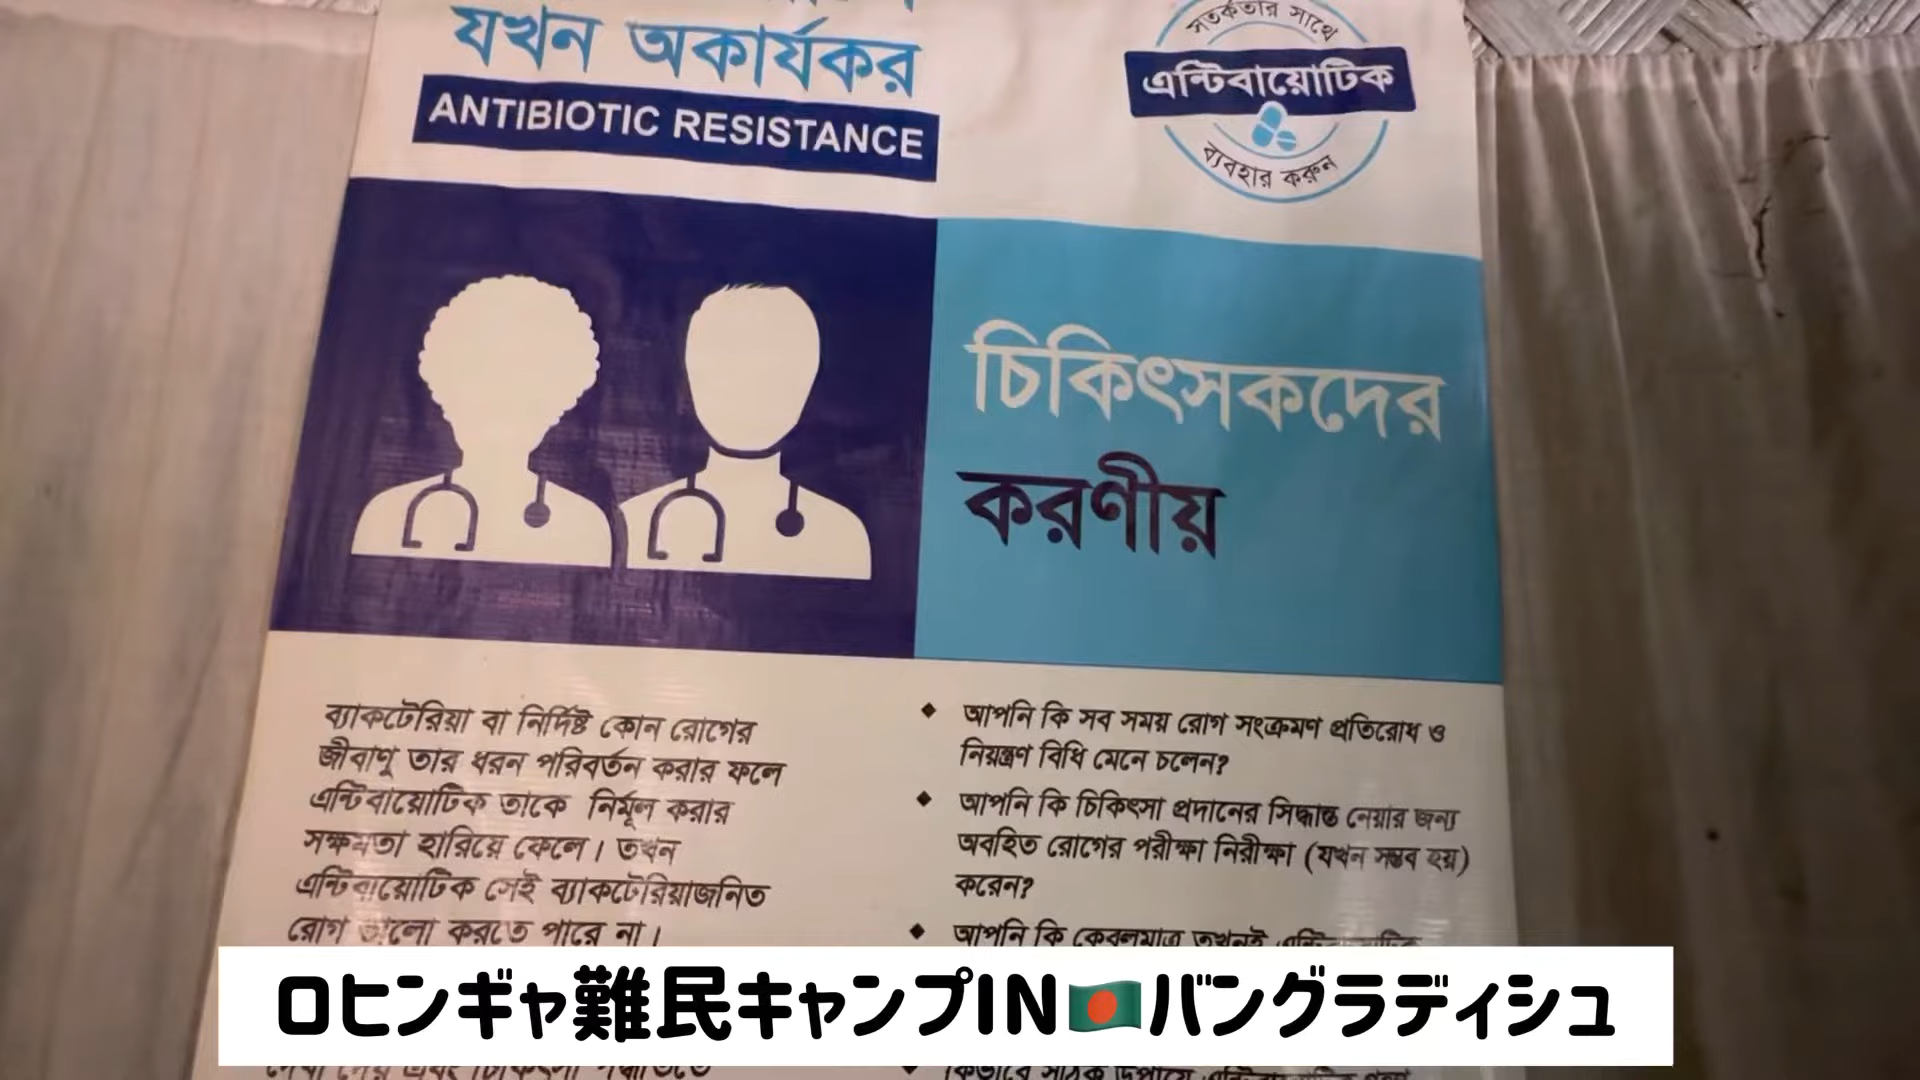 যখন অকার্যকর
ANTIBIOTIC RESISTANCE
সতর্কতার সাথে
এন্টিবায়োটিক
ব্যবহার করুন
চিকিৎসকদের
করণীয়
ব্যাকটেরিয়া বা নির্দিষ্ট কোন রোগের
জীবাণু তার ধরন পরিবর্তন করার ফলে
এন্টিবায়োটিক তাকে নির্মূল করার
সক্ষমতা হারিয়ে ফেলে। তখন
এন্টিবায়োটিক সেই ব্যাকটেরিয়াজনিত
রোগ ভালো করতে পারে না।
◆ আপনি কি সব সময় রোগ সংক্রমণ প্রতিরোধ ও
নিয়ন্ত্রণ বিধি মেনে চলেন?
◆ আপনি কি চিকিৎসা প্রদানের সিদ্ধান্ত নেয়ার জন্য
অবহিত রোগের পরীক্ষা নিরীক্ষা (যখন সম্ভব হয়)
করেন?
◆ আপনি কি কেবলমাত্র তখনই
ロヒンギャ難民キャンプIN🇧🇩バングラディシュ